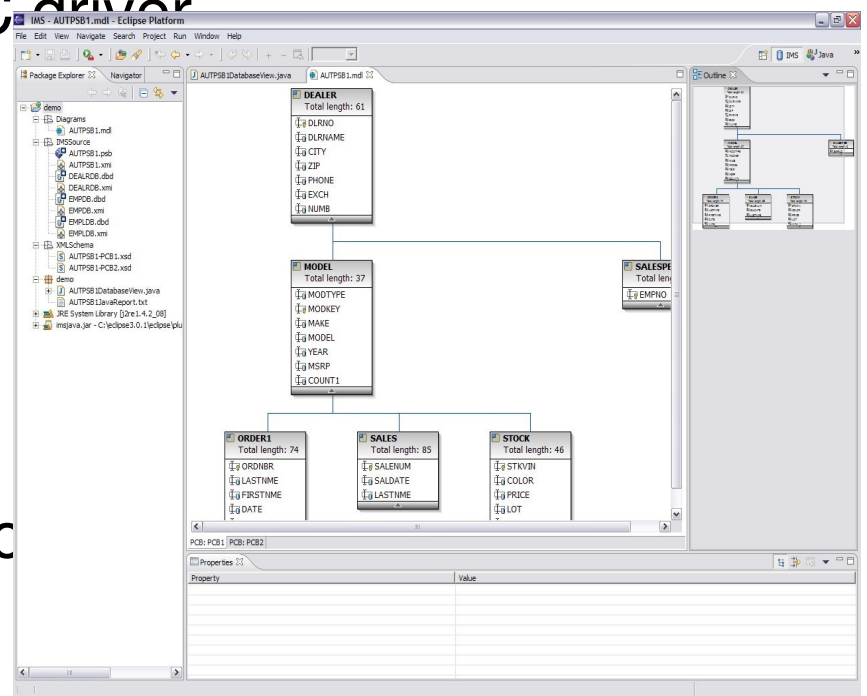 C driver
IMS - AUTPSB1.mdl - Eclipse Platform
File Edit View Navigate Search Project Run Window Help
IMS Java
Package Explorer Navigator
demo
Diagrams
AUTPSB1.mdl
IMSSource
AUTPSB1.psb
AUTPSB1.xmi
DEALRDB.dbd
DEALRDB.xmi
EMPDB.dbd
EMPDB.xmi
EMPLDB.dbd
EMPLDB.xmi
XMLSchema
AUTPSB1-PCB1.xsd
AUTPSB1-PCB2.xsd
demo
AUTPSB1DatabaseView.java
AUTPSB1JavaReport.txt
JRE System Library [j2re1.4.2_08]
imsjava.jar - C:\eclipse3.0.1\eclipse\plu
AUTPSB1DatabaseView.java AUTPSB1.mdl
DEALER
Total length: 61
DLRNO
DLRNAME
CITY
ZIP
PHONE
EXCH
NUMB
MODEL
Total length: 37
MODTYPE
MODKEY
MAKE
MODEL
YEAR
MSRP
COUNT1
SALESPE
Total len
EMPNO
ORDER1
Total length: 74
ORDNBR
LASTNME
FIRSTNME
DATE
SALES
Total length: 85
SALENUM
SALDATE
LASTNME
STOCK
Total length: 46
STKVIN
COLOR
PRICE
LOT
PCB: PCB1 PCB: PCB2
Outline
Properties
Property Value